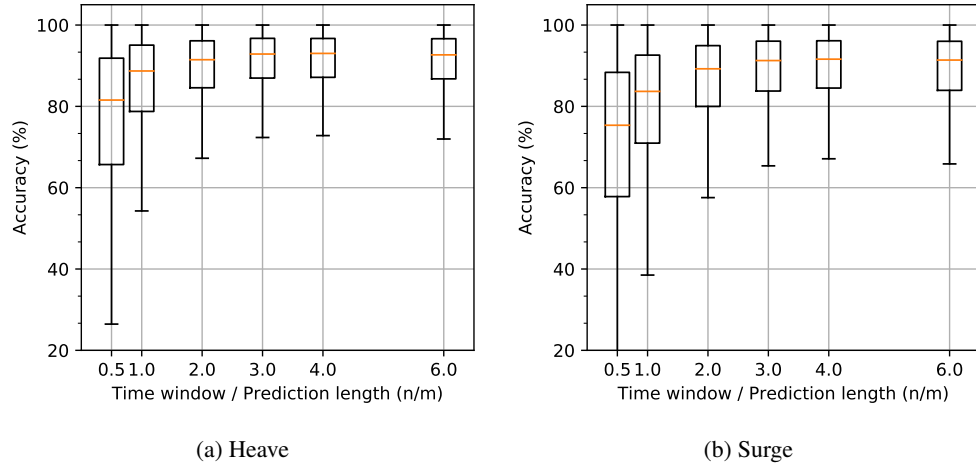 100
80
60
40
20
Accuracy (%)
0.5 1.0 2.0 3.0 4.0 6.0
Time window / Prediction length (n/m)
(a) Heave
100
80
60
40
20
Accuracy (%)
0.5 1.0 2.0 3.0 4.0 6.0
Time window / Prediction length (n/m)
(b) Surge